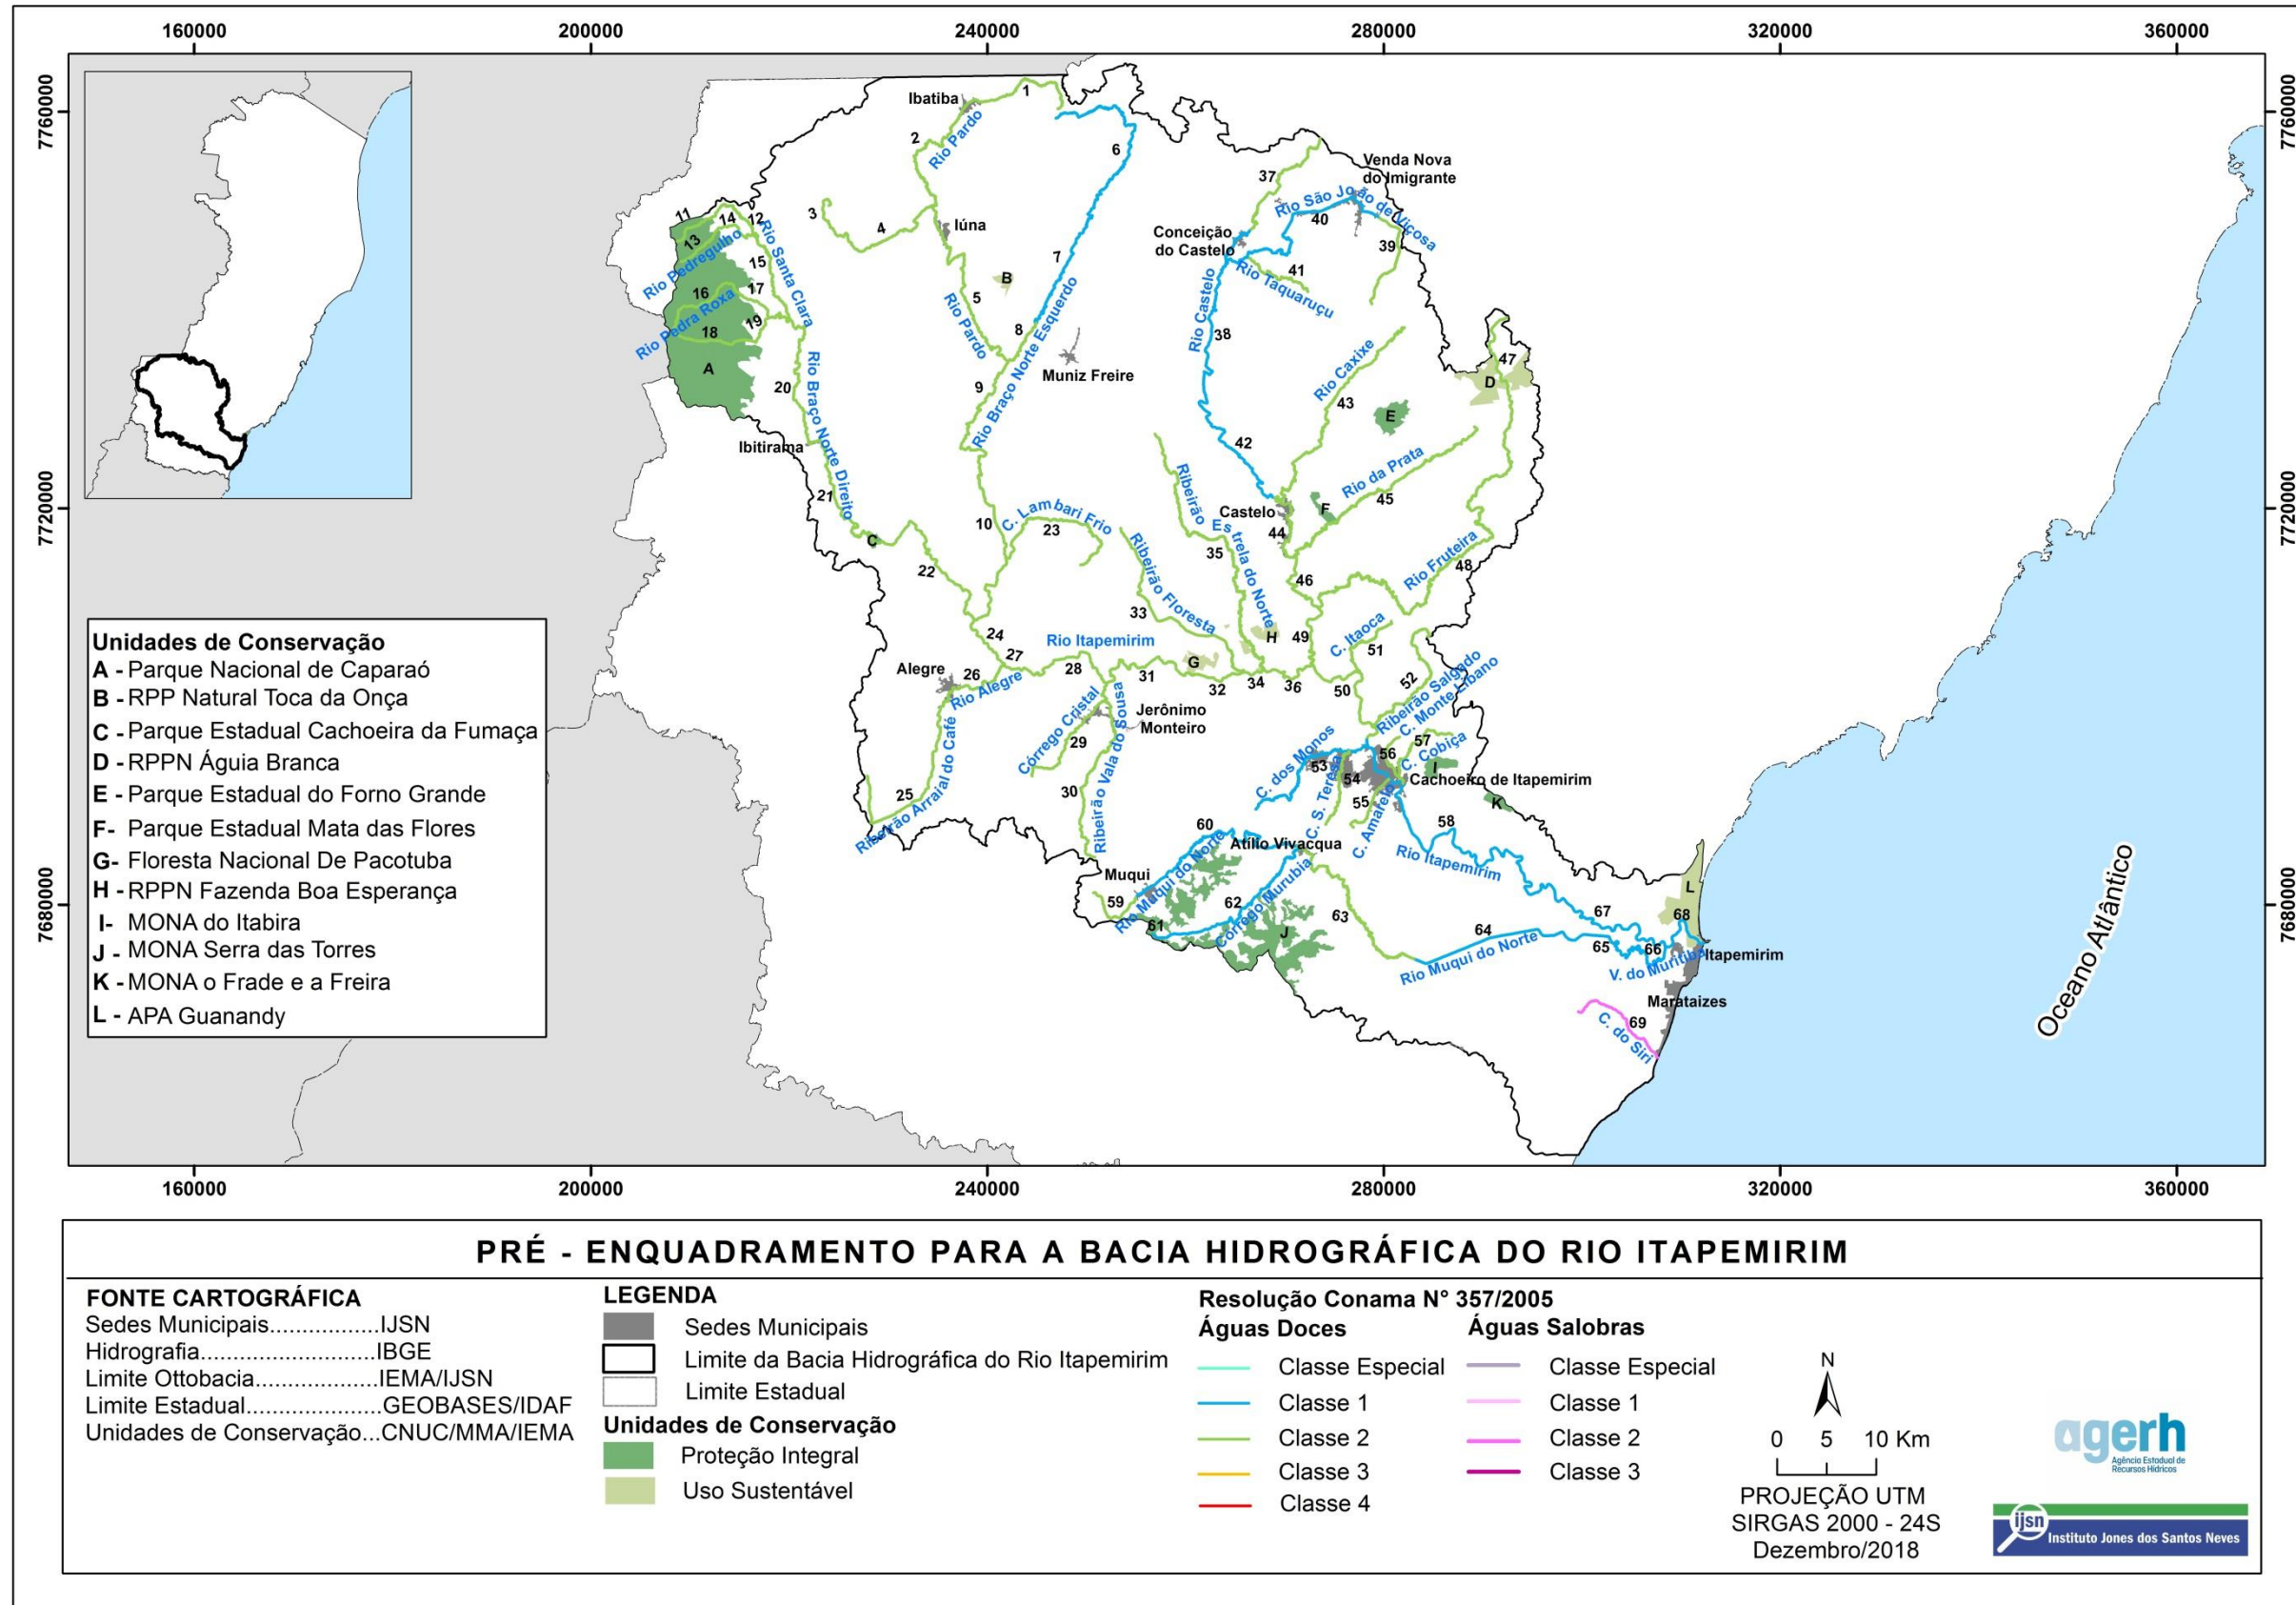 160000 200000 240000 280000 320000 360000
7760000 7760000
7720000 7720000
7680000 7680000
Ibatiba
1
2
Rio Pardo
6
Venda Nova
do Imigrante
37
Rio São João de Viçosa
40
39
Conceição
do Castelo
41
Rio Taquaruçu
3
4
Iúna
7
B
5
Rio Pardo
8
Rio Braço Norte Esquerdo
9
Muniz Freire
11
14
12
13
Rio Pedregulho
15
Rio Santa Clara
16
17
Rio Pedra Roxa
18
19
A
20
Rio Braço Norte Direito
Ibitirama
21
C
22
Rio Castelo
38
42
Rio Caxixe
43
E
D
47
Rio da Prata
45
F
Castelo
44
46
Rio Fruteira
48
10
C. Lambari Frio
23
Ribeirão Floresta
33
Ribeirão Estrela do Norte
35
H
49
C. Itaoca
51
52
Ribeirão Salgado
C. Monte Líbano
24
27
Rio Itapemirim
28
G
31
32
34
36
50
Alegre
26
Rio Alegre
Córrego Cristal
29
Jerônimo
Monteiro
30
Ribeirão Vala do Sousa
25
Ribeirão Arraial do Café
C. dos Monos
53
C. S. Teresa
54
56
57
C. Cobiça
I
Cachoeiro de Itapemirim
55
C. Amarelo
K
58
Rio Itapemirim
60
Atílio Vivacqua
Muqui
59
Rio Muqui do Norte
61
62
Córrego Murubia
J
63
64
Rio Muqui do Norte
65
66
67
68
L
V. do Muritiba
Itapemirim
Marataizes
69
C. do Siri
Oceano Atlântico
Unidades de Conservação
A - Parque Nacional de Caparaó
B - RPP Natural Toca da Onça
C - Parque Estadual Cachoeira da Fumaça
D - RPPN Águia Branca
E - Parque Estadual do Forno Grande
F- Parque Estadual Mata das Flores
G- Floresta Nacional De Pacotuba
H - RPPN Fazenda Boa Esperança
I- MONA do Itabira
J - MONA Serra das Torres
K - MONA o Frade e a Freira
L - APA Guanandy
160000 200000 240000 280000 320000 360000
PRÉ - ENQUADRAMENTO PARA A BACIA HIDROGRÁFICA DO RIO ITAPEMIRIM
FONTE CARTOGRÁFICA
Sedes Municipais.................IJSN
Hidrografia..........................IBGE
Limite Ottobacia...................IEMA/IJSN
Limite Estadual....................GEOBASES/IDAF
Unidades de Conservação...CNUC/MMA/IEMA
LEGENDA
Sedes Municipais
Limite da Bacia Hidrográfica do Rio Itapemirim
Limite Estadual
Unidades de Conservação
Proteção Integral
Uso Sustentável
Resolução Conama N° 357/2005
Águas Doces
Classe Especial
Classe 1
Classe 2
Classe 3
Classe 4
Águas Salobras
Classe Especial
Classe 1
Classe 2
Classe 3
N
0 5 10 Km
PROJEÇÃO UTM
SIRGAS 2000 - 24S
Dezembro/2018
agerh
Agência Estadual de
Recursos Hídricos
ijsn
Instituto Jones dos Santos Neves